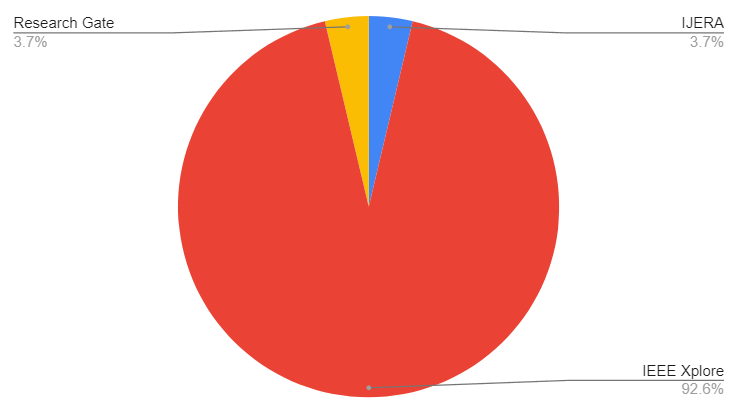 Research Gate
3.7%
IJERA
3.7%
IEEE Xplore
92.6%